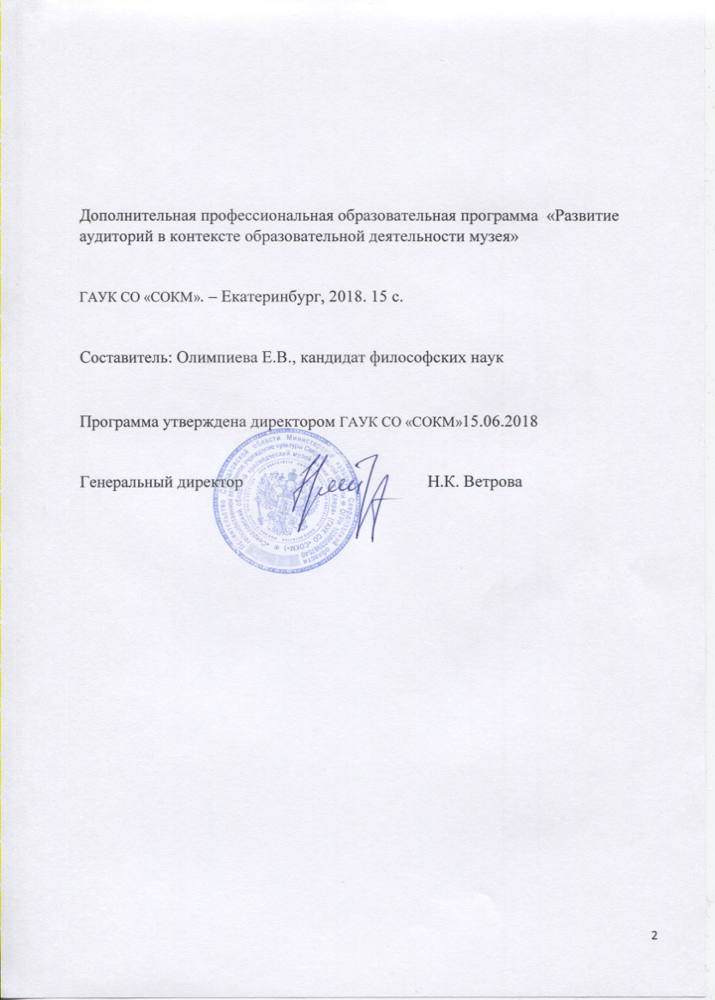 Дополнительная профессиональная образовательная программа «Развитие
аудиторий в контексте образовательной деятельности музея»
ГАУК СО «СОКМ». – Екатеринбург, 2018. 15 с.
Составитель: Олимпиева Е.В., кандидат философских наук
Программа утверждена директором ГАУК СО «СОКМ»15.06.2018
Генеральный директор Н.К. Ветрова
2